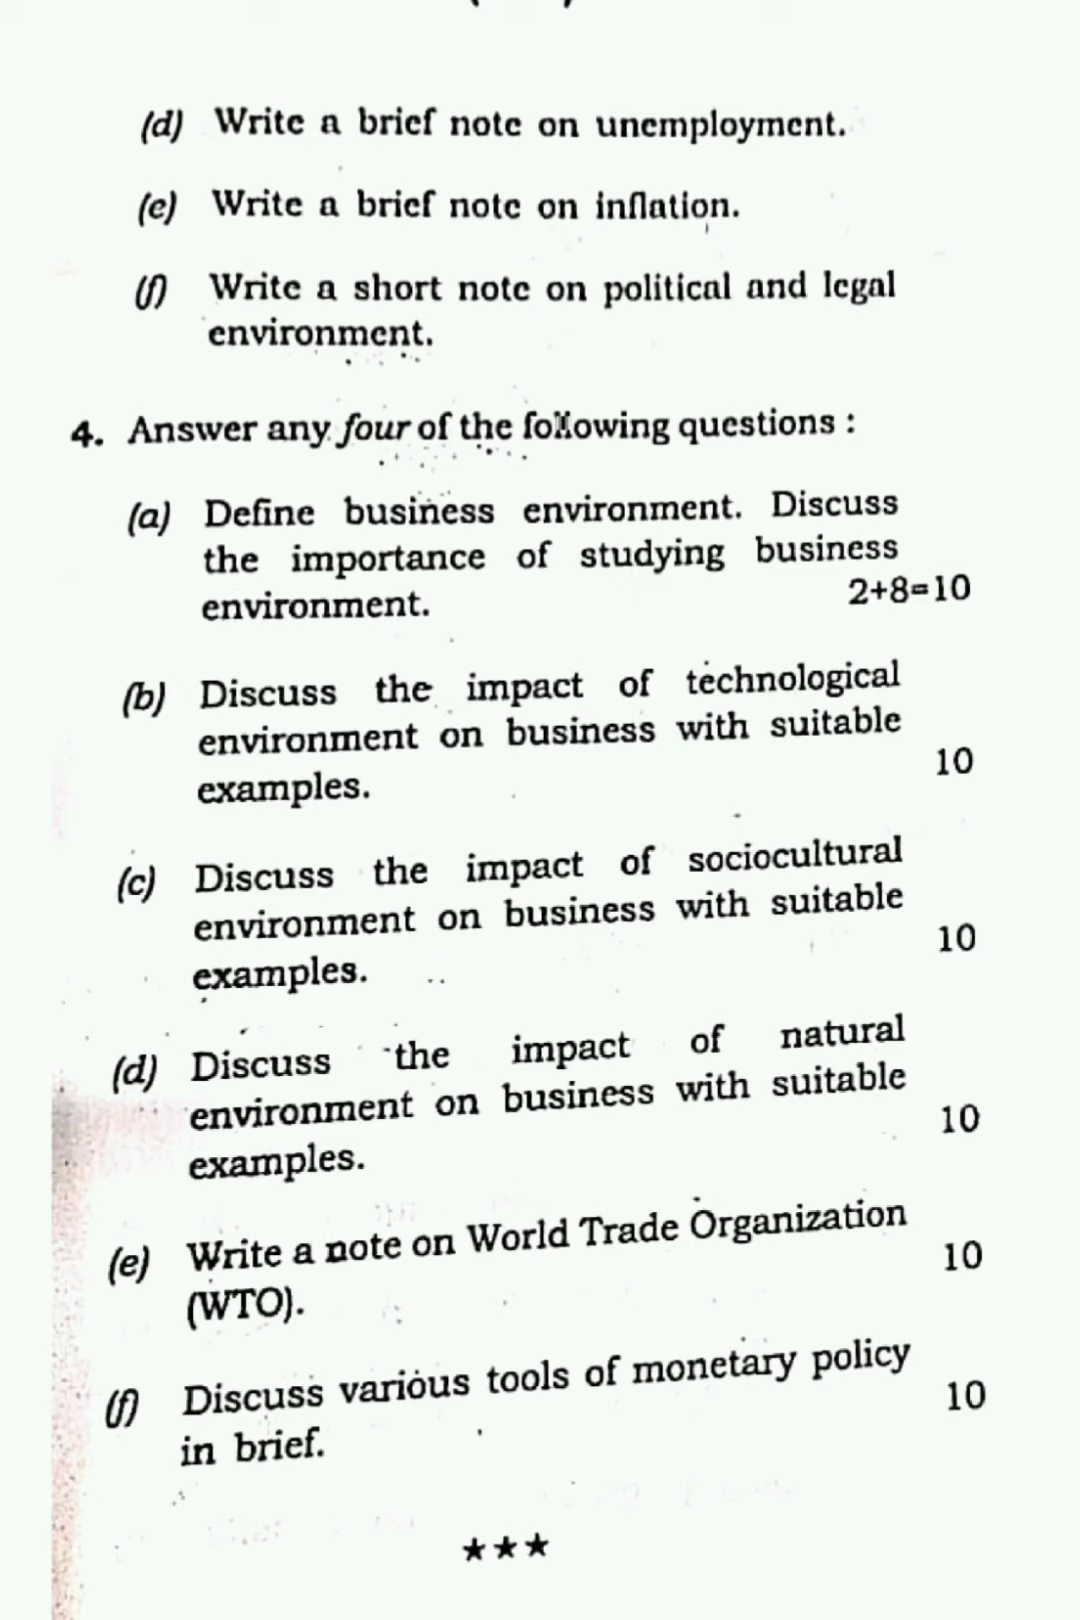 (d) Write a brief note on unemployment.
(e) Write a brief note on inflation.
(f) Write a short note on political and legal
environment.
4. Answer any four of the following questions :
(a) Define business environment. Discuss
the importance of studying business
environment. 2+8=10
(b) Discuss the impact of technological
environment on business with suitable
examples. 10
(c) Discuss the impact of sociocultural
environment on business with suitable
examples. 10
(d) Discuss the impact of natural
environment on business with suitable
examples. 10
(e) Write a note on World Trade Organization
(WTO). 10
(f) Discuss various tools of monetary policy
in brief. 10
★★★